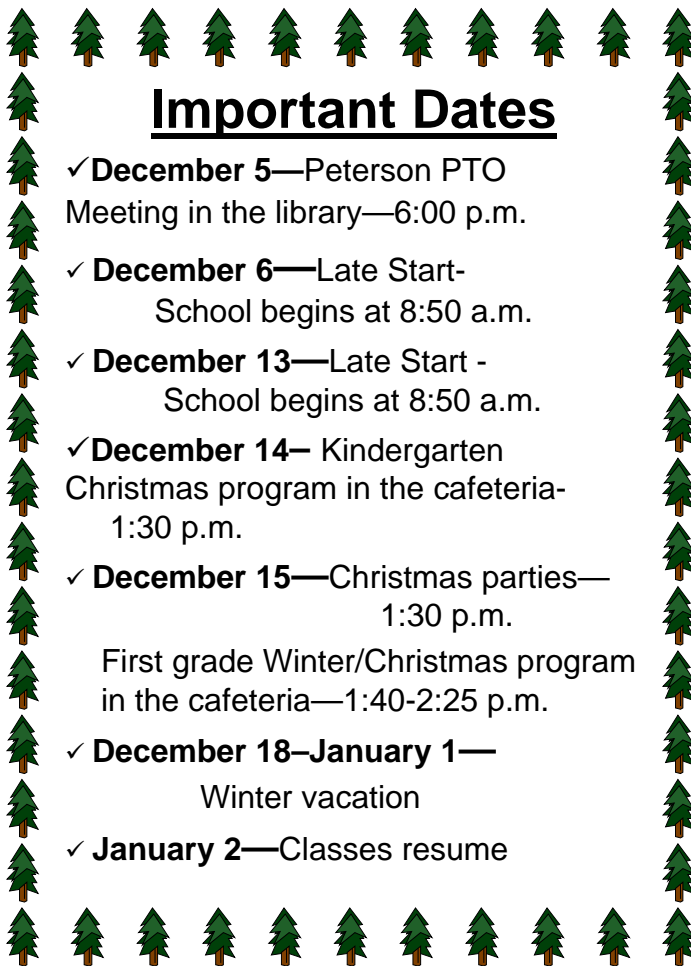 Important Dates
✓December 5—Peterson PTO
Meeting in the library—6:00 p.m.
✓ December 6—Late Start-
School begins at 8:50 a.m.
✓ December 13—Late Start -
School begins at 8:50 a.m.
✓December 14– Kindergarten
Christmas program in the cafeteria-
1:30 p.m.
✓ December 15—Christmas parties—
1:30 p.m.
First grade Winter/Christmas program
in the cafeteria—1:40-2:25 p.m.
✓ December 18–January 1—
Winter vacation
✓ January 2—Classes resume